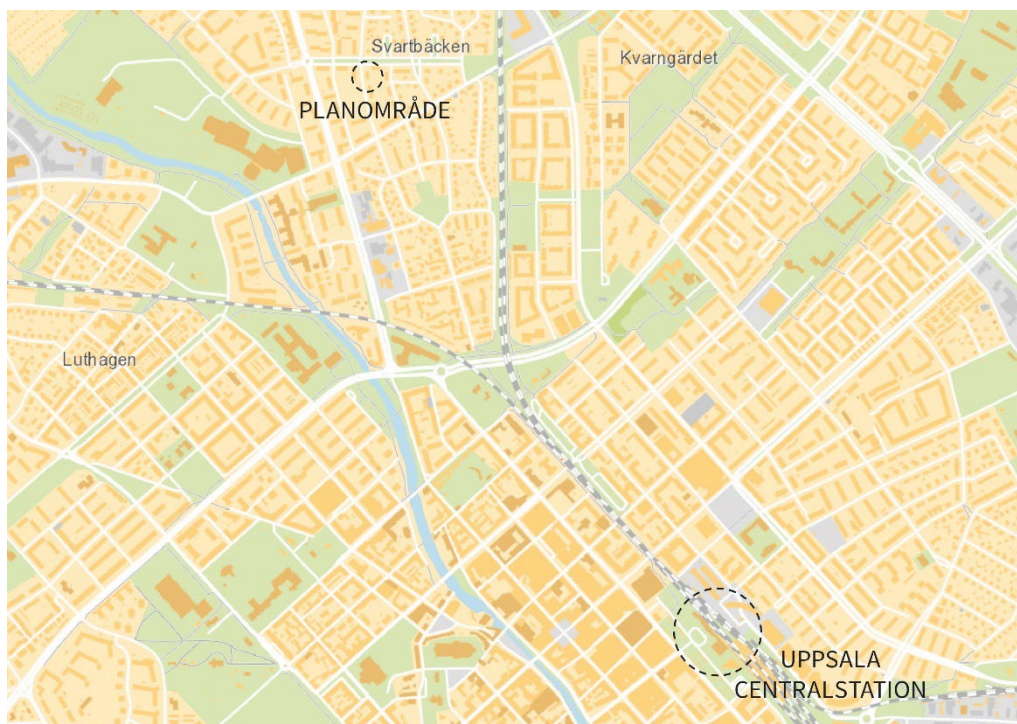 Svartbäcken
Kvarngärdet
PLANOMRÅDE
Luthagen
UPPSALA
CENTRALSTATION